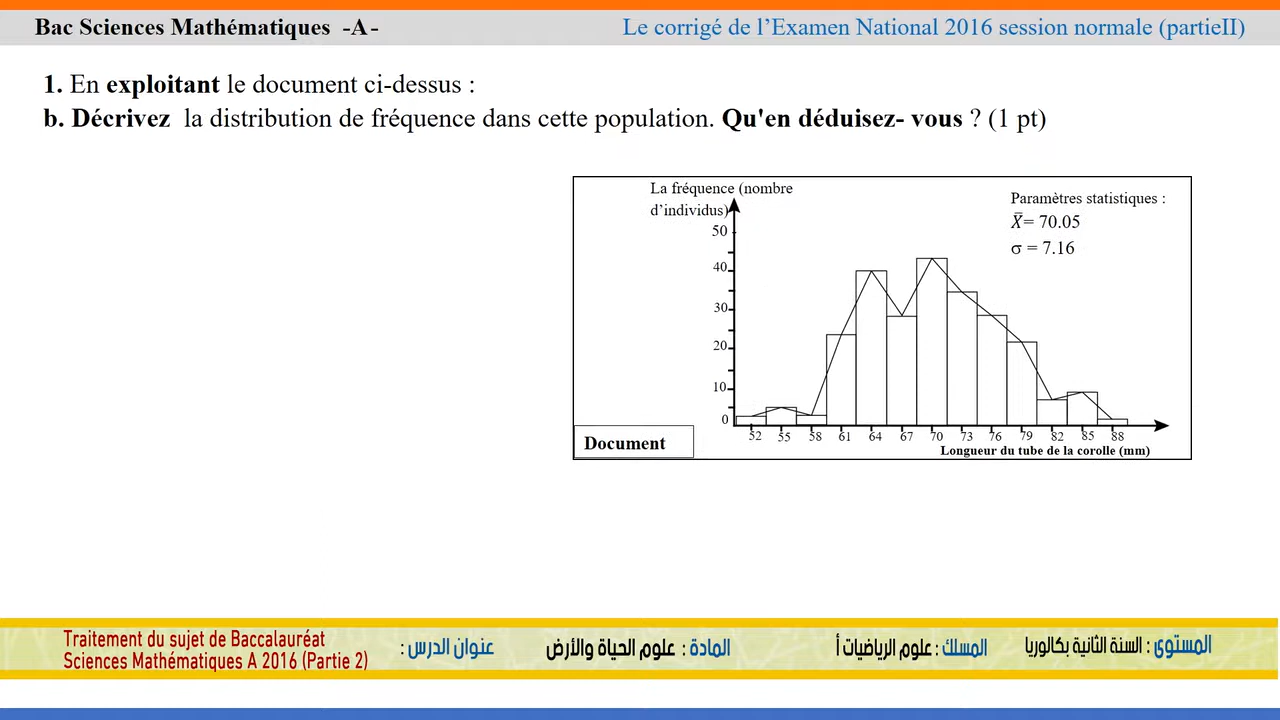 Bac Sciences Mathématiques -A-
Le corrigé de l'Examen National 2016 session normale (partieII)
1. En exploitant le document ci-dessus :
b. Décrivez la distribution de fréquence dans cette population. Qu'en déduisez- vous ? (1 pt)
La fréquence (nombre
d'individus)
Paramètres statistiques :
X̄= 70.05
σ = 7.16
50
40
30
20
10
0
52 55 58 61 64 67 70 73 76 79 82 85 88
Longueur du tube de la corolle (mm)
Document
Traitement du sujet de Baccalauréat
Sciences Mathématiques A 2016 (Partie 2)
عنوان الدرس :
المادة : علوم الحياة والأرض
المسلك : علوم الرياضيات أ
المستوى : السنة الثانية بكالوريا